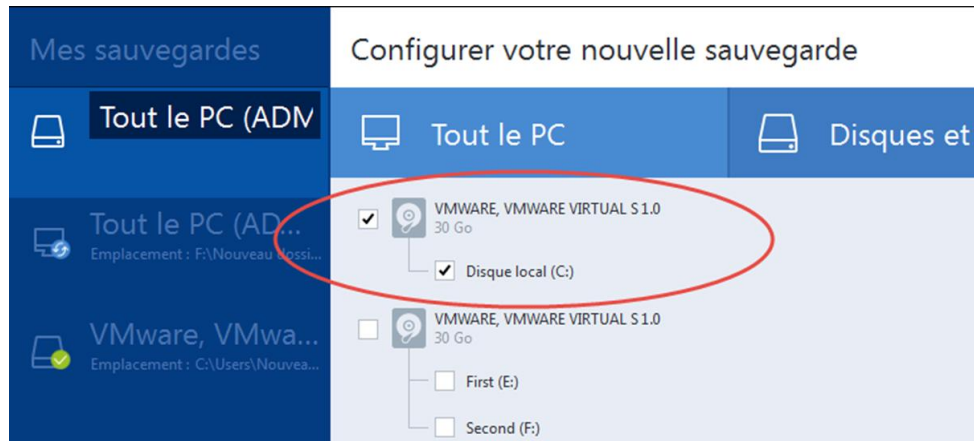 Mes sauvegardes
Configurer votre nouvelle sauvegarde
Tout le PC (ADM
Tout le PC
Disques et
VMWARE, VMWARE VIRTUAL S 1.0
30 Go
Disque local (C:)
Tout le PC (AD...
Emplacement : F:\Nouveau dossi...
VMWARE, VMWARE VIRTUAL S 1.0
30 Go
First (E:)
Second (F:)
VMware, VMwa...
Emplacement : C:\Users\Nouvea...